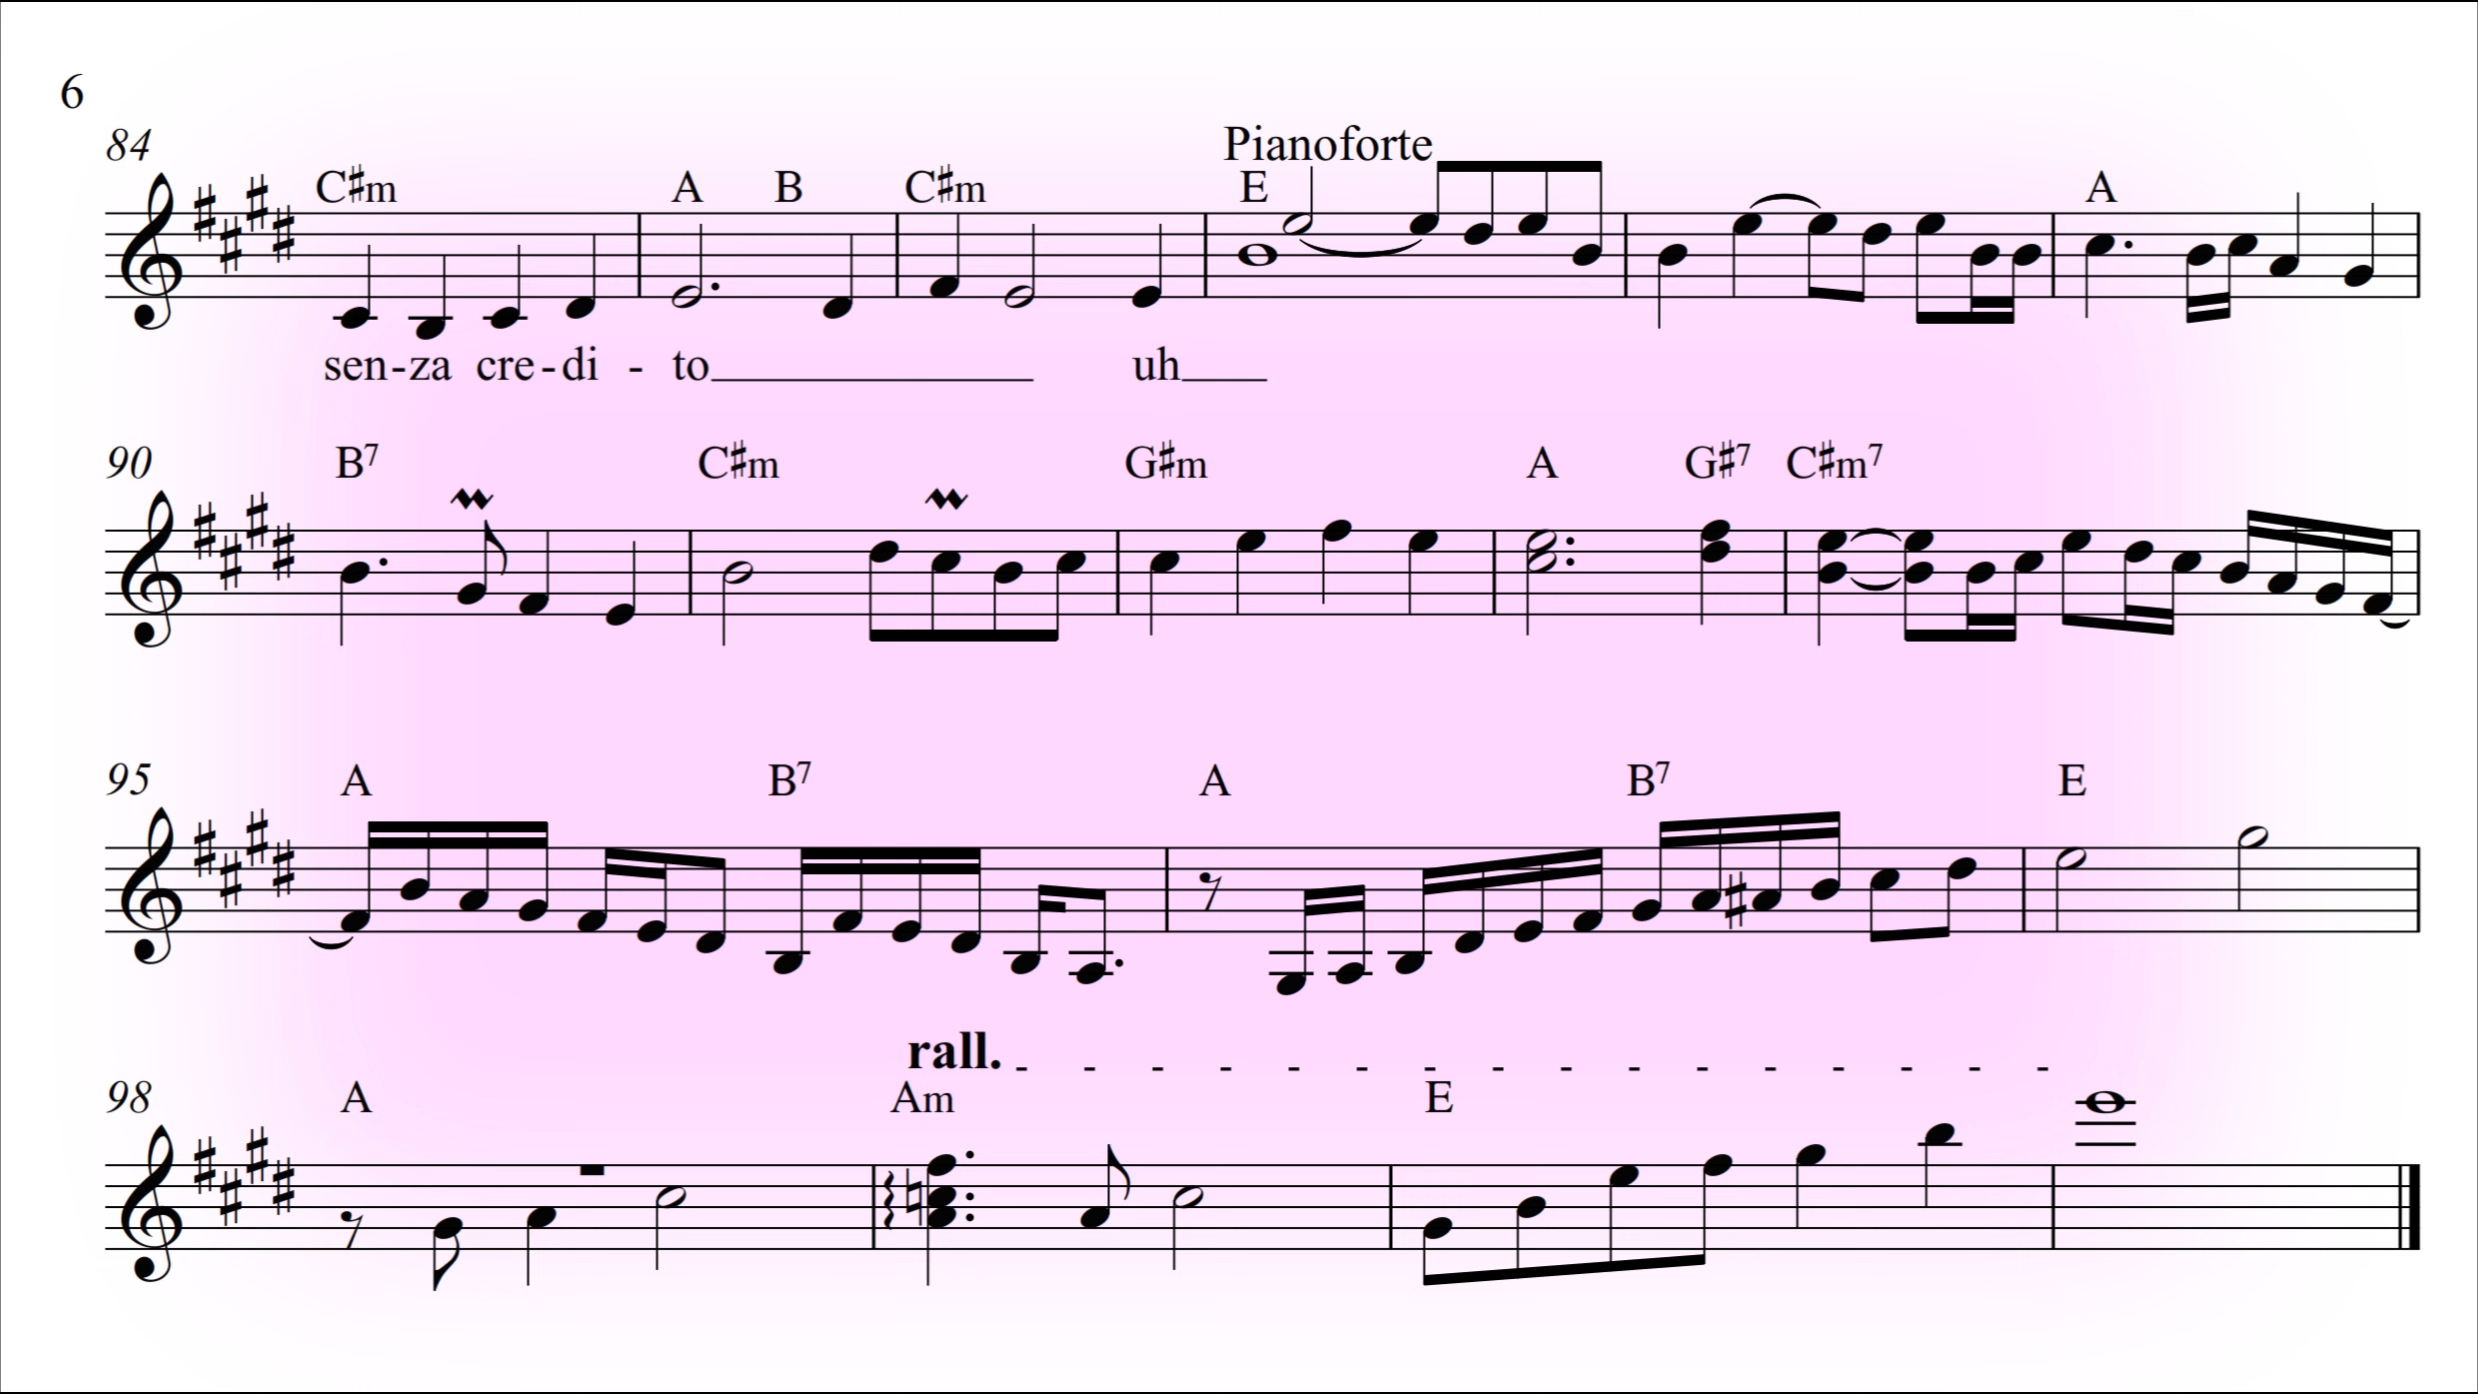 6
84
Pianoforte
C♯m A B C♯m E A
sen-za cre-di - to uh
90
B7 C♯m G♯m A G♯7 C♯m7
95
A B7 A B7 E
rall.
98
A Am E